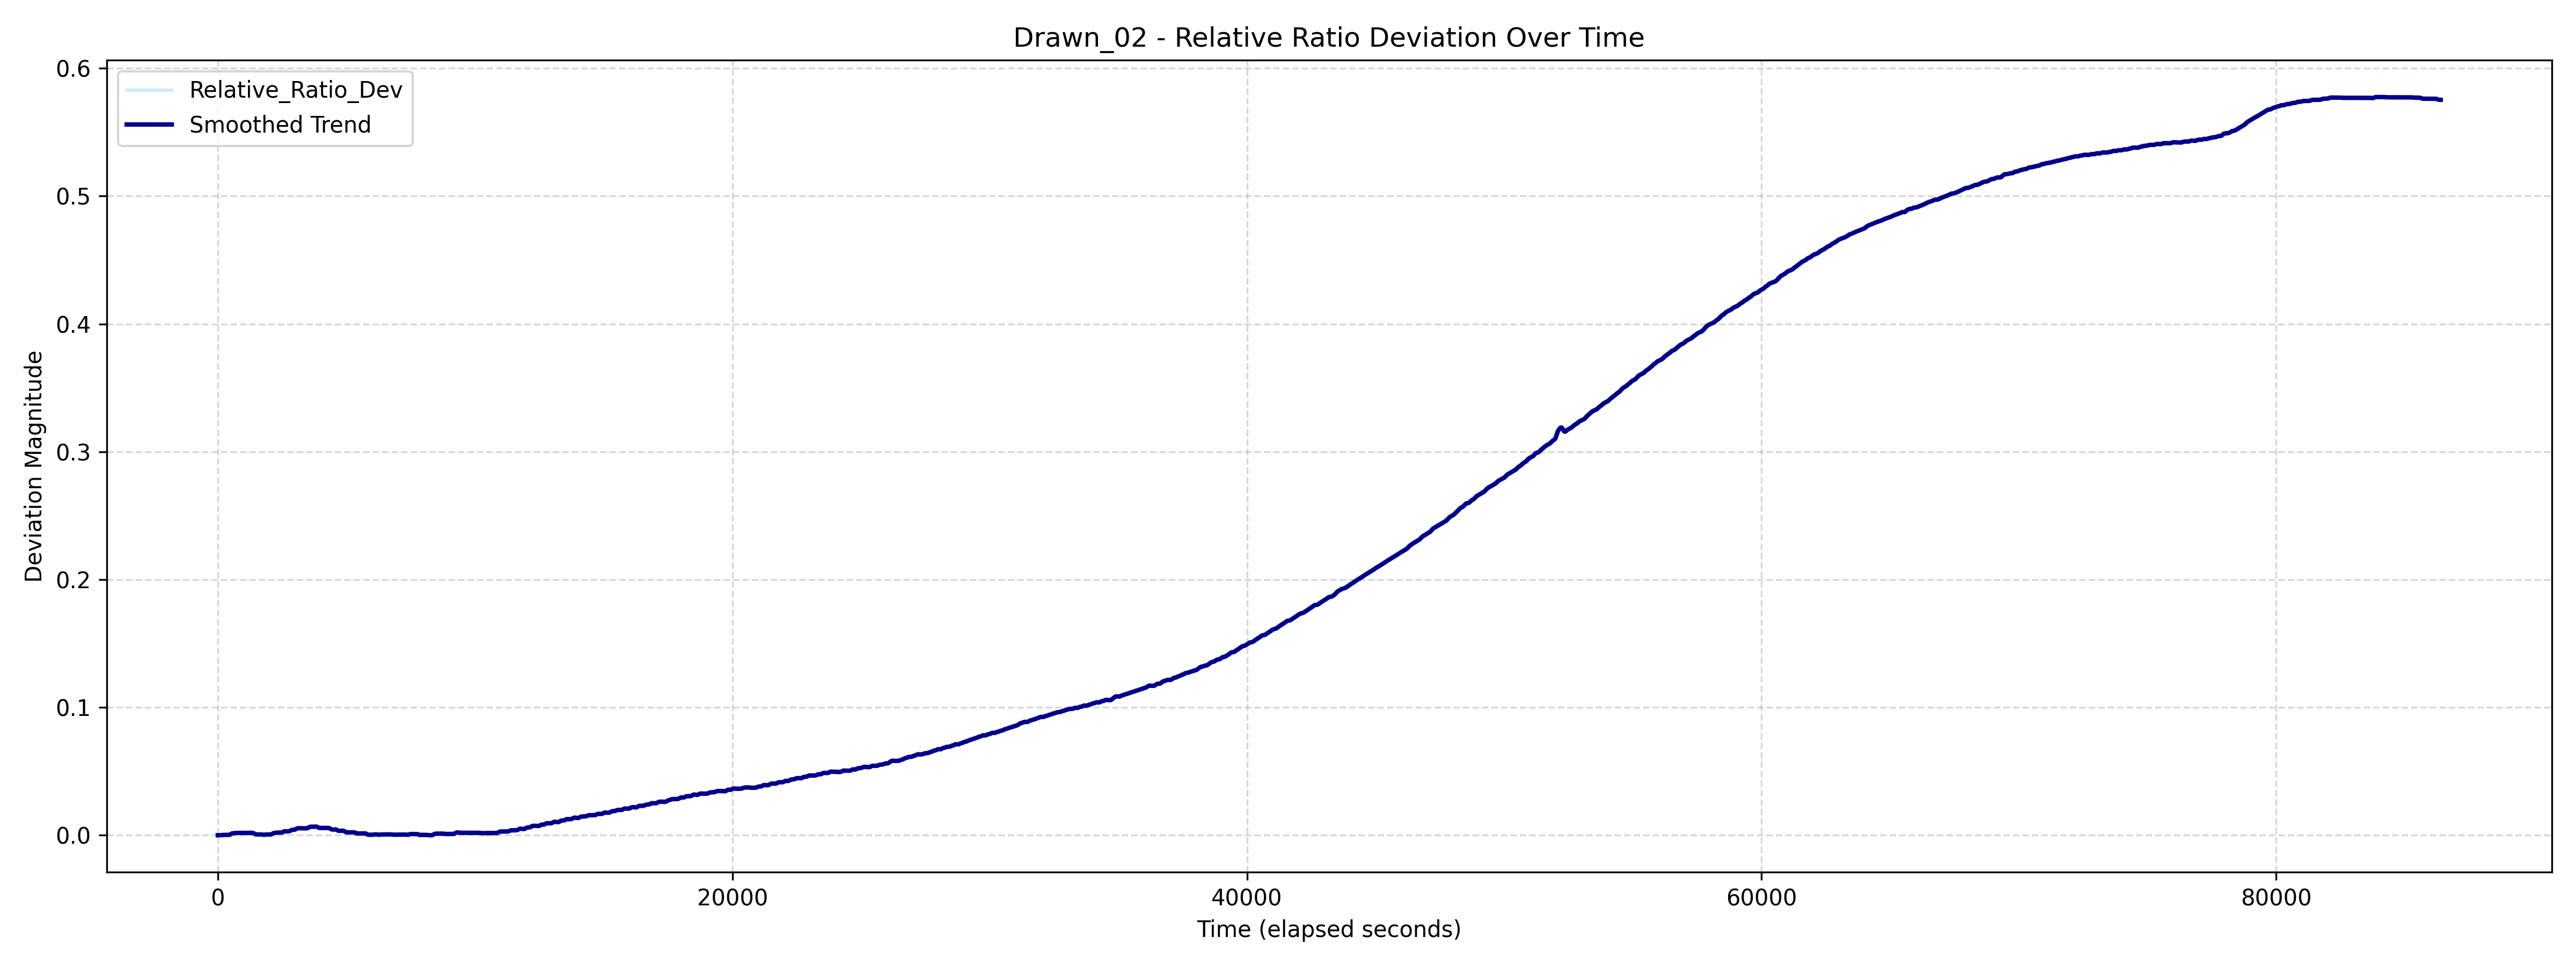 Drawn_02 - Relative Ratio Deviation Over Time
Relative_Ratio_Dev
Smoothed Trend
Deviation Magnitude
0.6
0.5
0.4
0.3
0.2
0.1
0.0
0 20000 40000 60000 80000
Time (elapsed seconds)